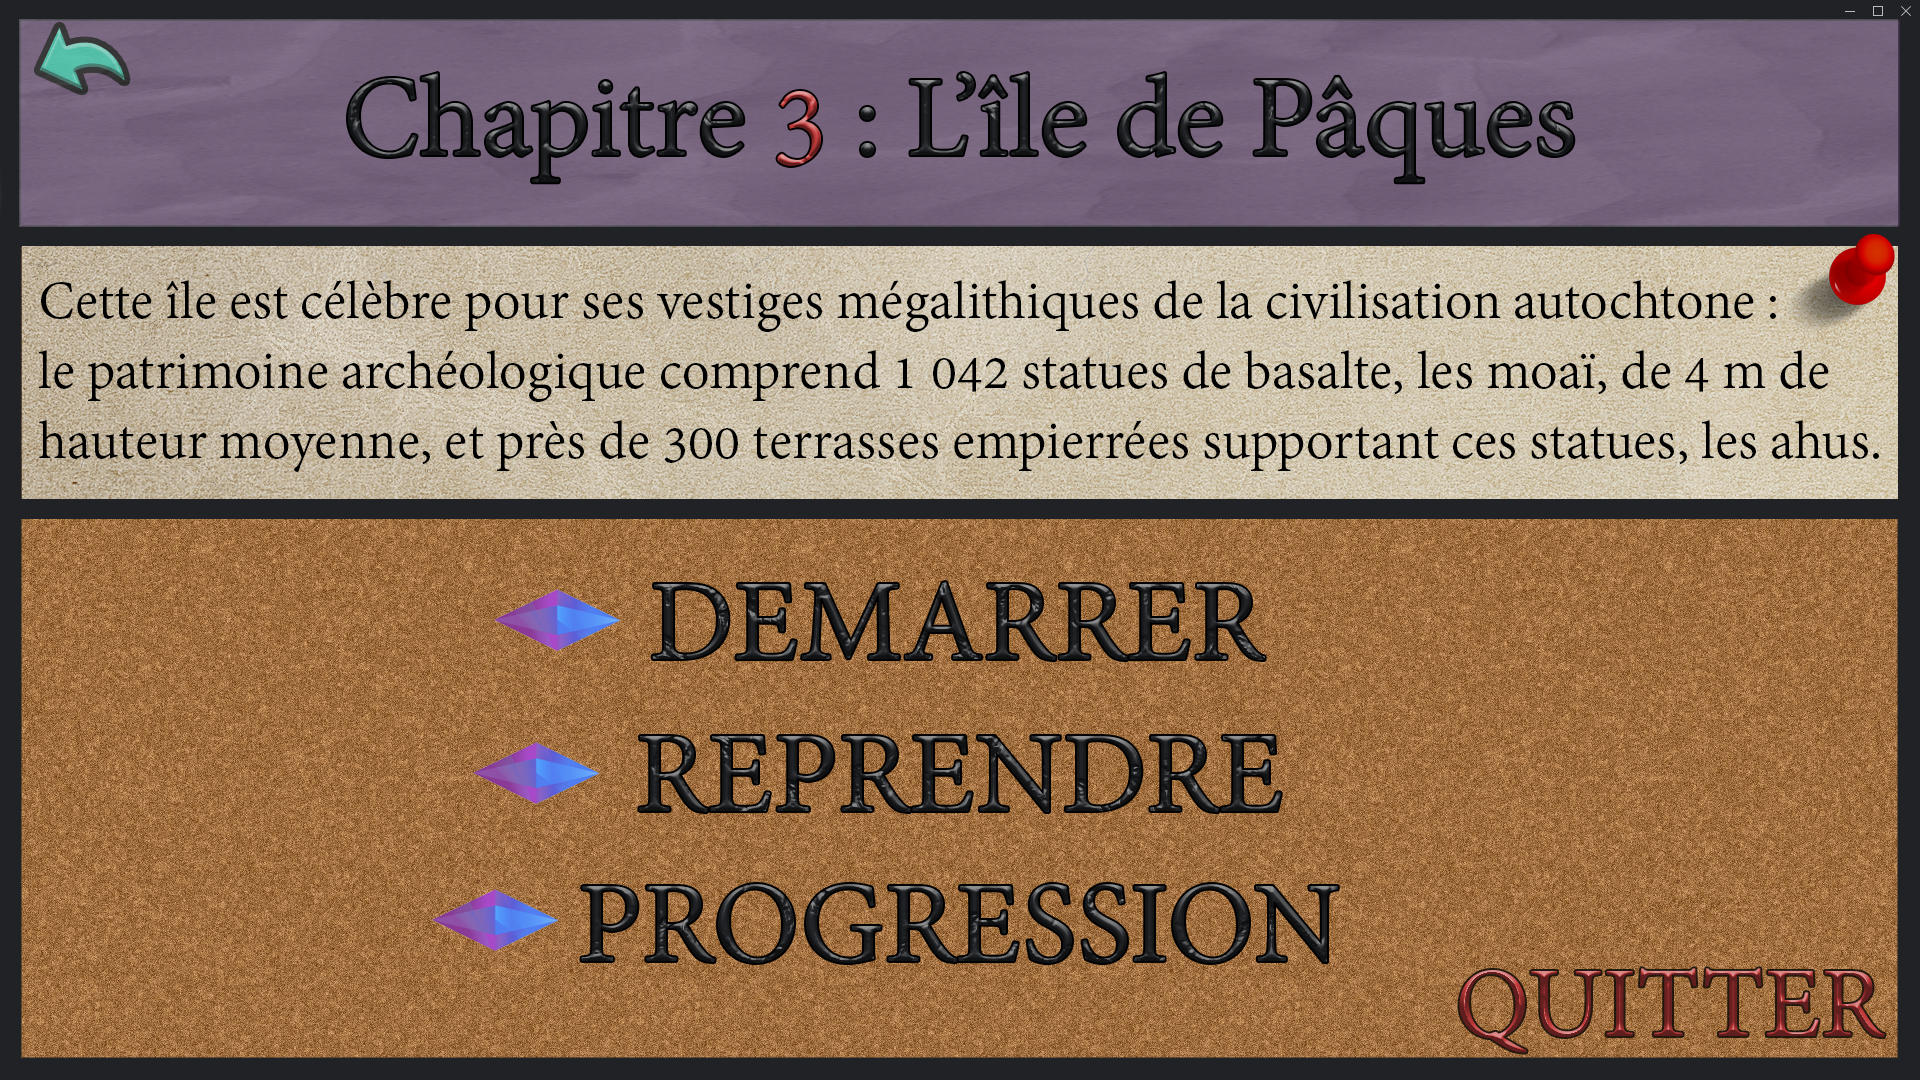 Chapitre 3 : L’île de Pâques
Cette île est célèbre pour ses vestiges mégalithiques de la civilisation autochtone :
le patrimoine archéologique comprend 1 042 statues de basalte, les moaï, de 4 m de
hauteur moyenne, et près de 300 terrasses empierrées supportant ces statues, les ahus.
DEMARRER
REPRENDRE
PROGRESSION
QUITTER